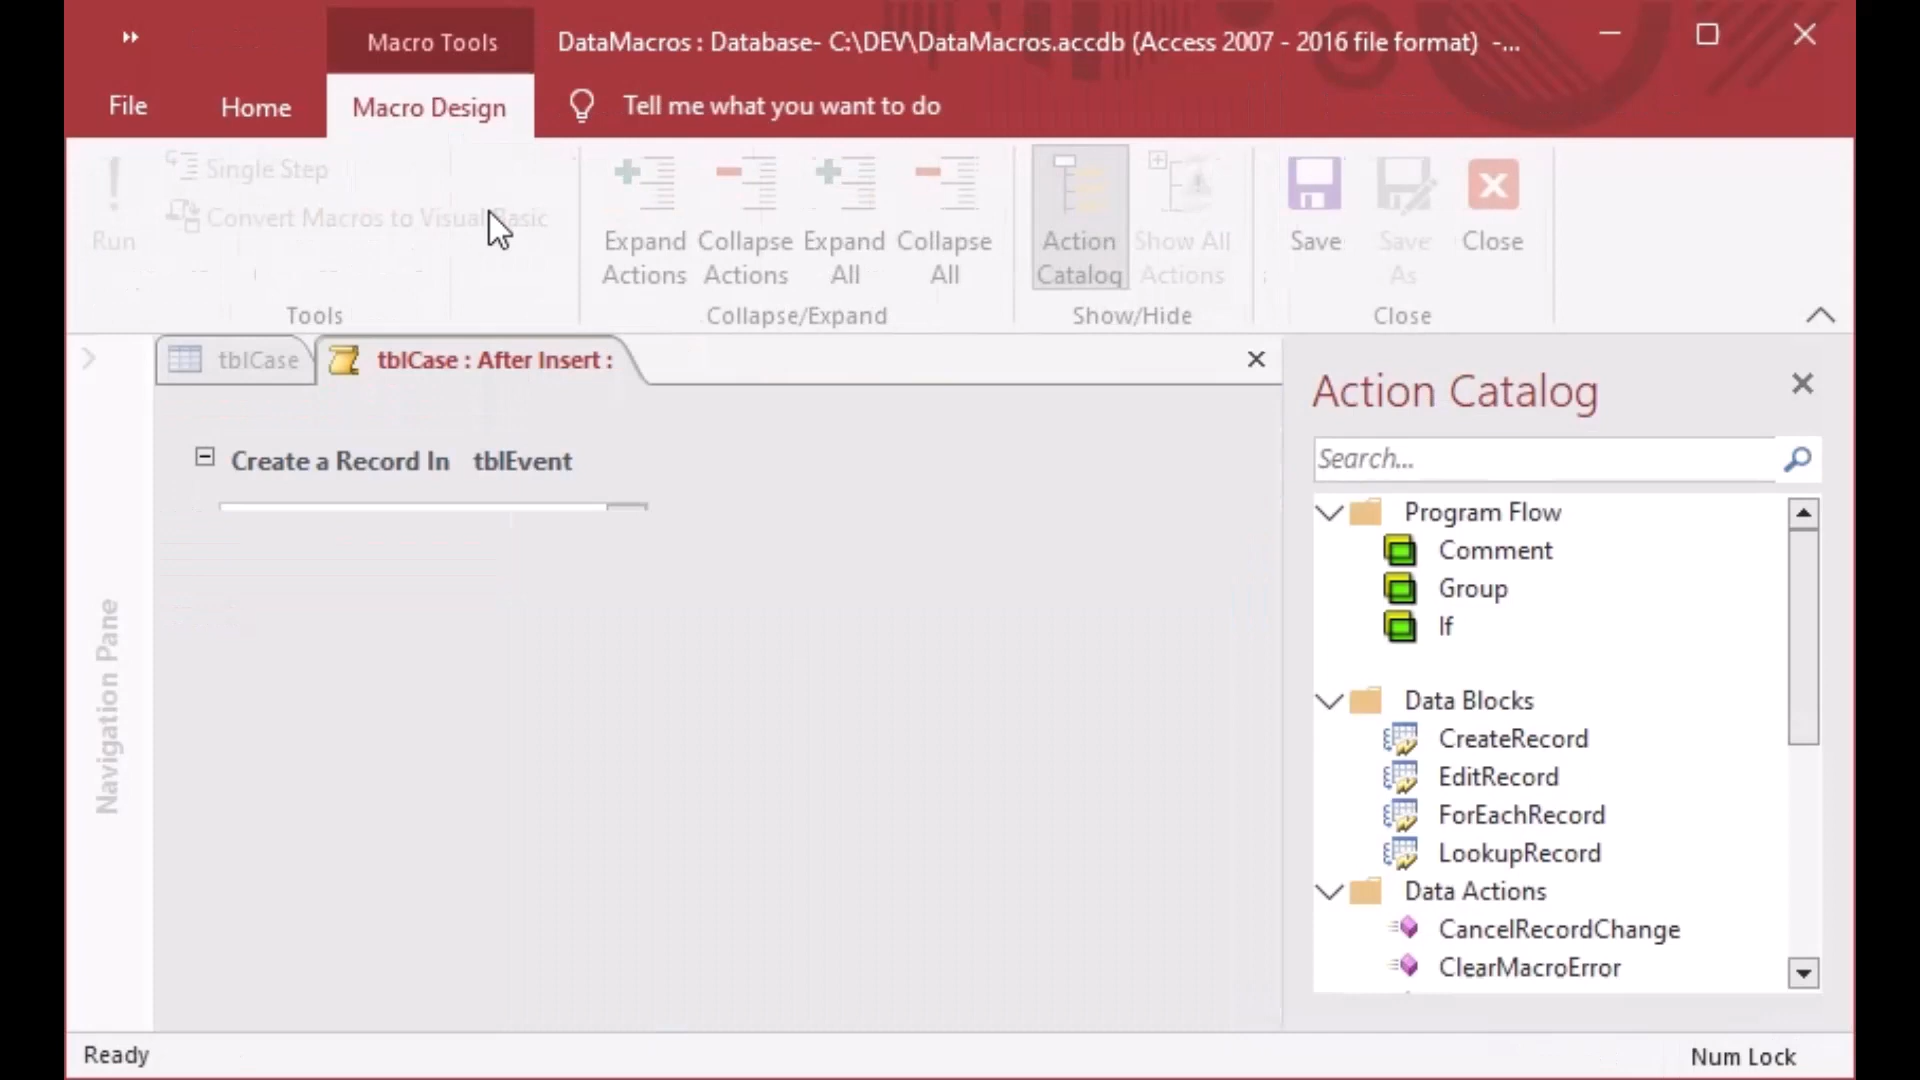 Macro Tools
DataMacros : Database- C:\DEV\DataMacros.accdb (Access 2007 - 2016 file format) -...
File
Home
Macro Design
Tell me what you want to do
Run
Single Step
Convert Macros to Visual Basic
Tools
Expand Actions
Collapse Actions
Expand All
Collapse All
Collapse/Expand
Action Catalog
Show All Actions
Show/Hide
Save
Save As
Close
Close
tblCase
tblCase : After Insert :
Create a Record In tblEvent
Navigation Pane
Action Catalog
Search...
Program Flow
Comment
Group
If
Data Blocks
CreateRecord
EditRecord
ForEachRecord
LookupRecord
Data Actions
CancelRecordChange
ClearMacroError
Ready
Num Lock